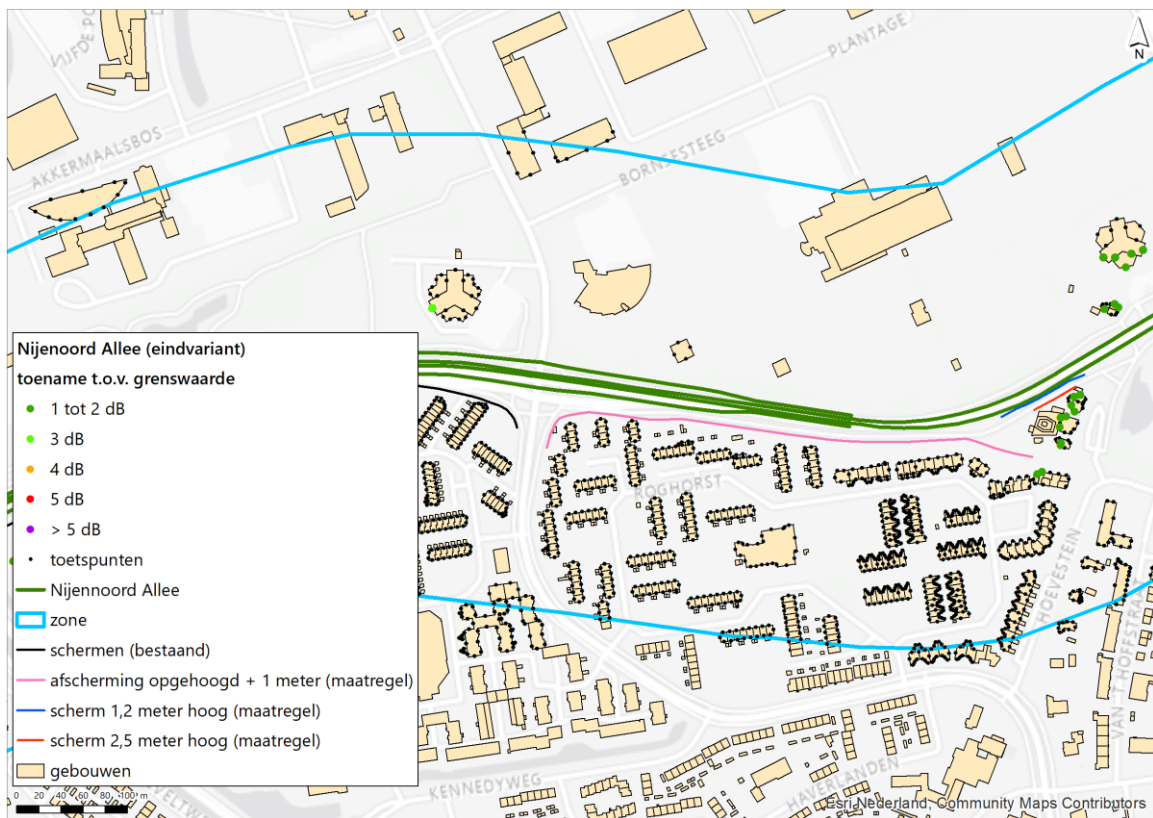 NIJFDE PO
PLANTAGE
N
AKKERMAALSBOS
BORNSESTEEG
Nijenoord Allee (eindvariant)
toename t.o.v. grenswaarde
1 tot 2 dB
3 dB
4 dB
5 dB
> 5 dB
toetspunten
Nijennoord Allee
zone
schermen (bestaand)
afscherming opgehoogd + 1 meter (maatregel)
scherm 1,2 meter hoog (maatregel)
scherm 2,5 meter hoog (maatregel)
gebouwen
0 20 40 60 80 100 m
ROGHORST
HOEVESTEIN
VAN 'T HOFFSTRAAT
KENNEDYWEG
HAVERLANDEN
VELTW
Esri Nederland, Community Maps Contributors